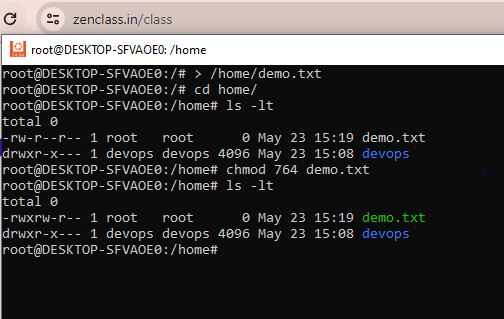 zenclass.in/class
root@DESKTOP-SFVAOE0: /home
root@DESKTOP-SFVAOE0:/# > /home/demo.txt
root@DESKTOP-SFVAOE0:/# cd home/
root@DESKTOP-SFVAOE0:/home# ls -lt
total 0
-rw-r--r-- 1 root   root      0 May 23 15:19 demo.txt
drwxr-x--- 1 devops devops 4096 May 23 15:08 devops
root@DESKTOP-SFVAOE0:/home# chmod 764 demo.txt
root@DESKTOP-SFVAOE0:/home# ls -lt
total 0
-rwxrw-r-- 1 root   root      0 May 23 15:19 demo.txt
drwxr-x--- 1 devops devops 4096 May 23 15:08 devops
root@DESKTOP-SFVAOE0:/home#